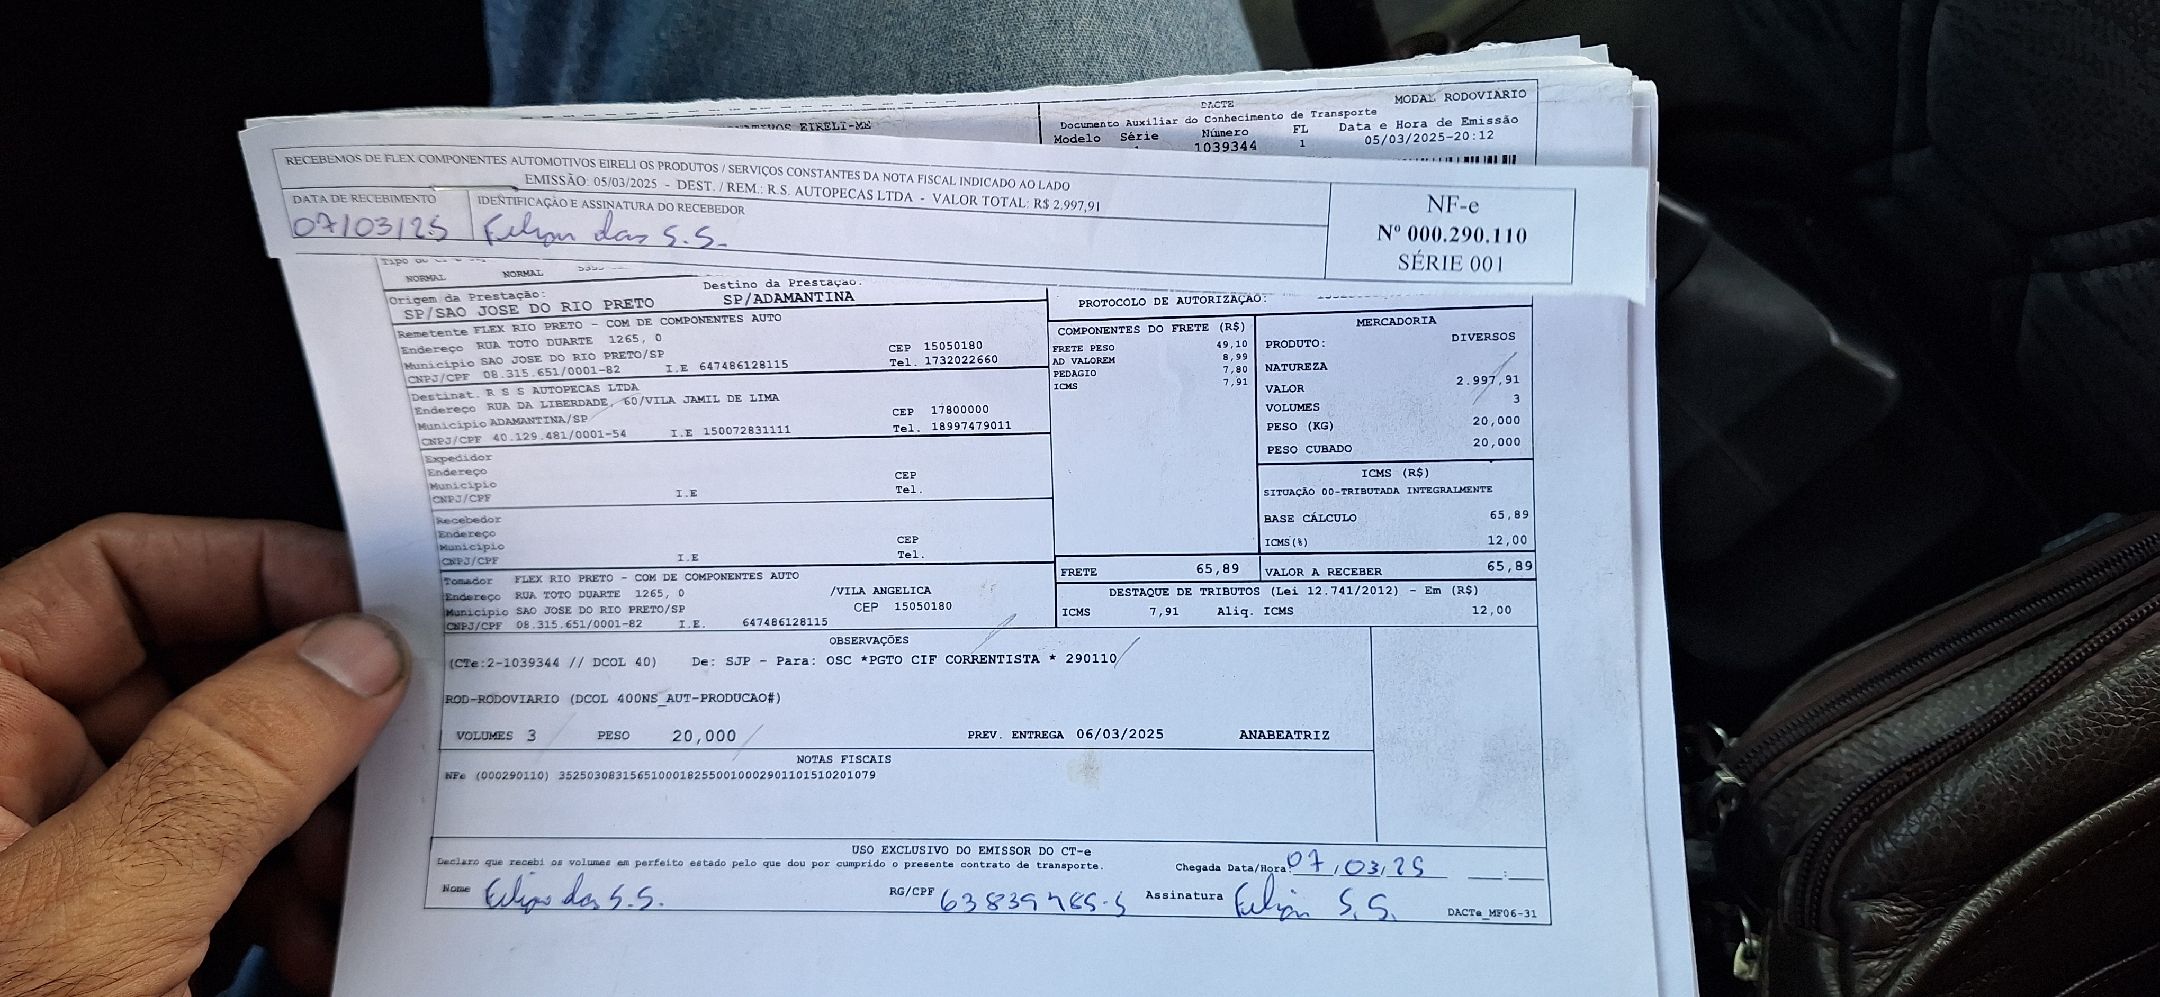 EIRELI-ME
DACTE
MODAL RODOVIARIO
Documento Auxiliar do Conhecimento de Transporte
Modelo Série Número FL Data e Hora de Emissão
1039344 1 05/03/2025-20:12
RECEBEMOS DE FLEX COMPONENTES AUTOMOTIVOS EIRELI OS PRODUTOS / SERVIÇOS CONSTANTES DA NOTA FISCAL INDICADO AO LADO
EMISSÃO: 05/03/2025 - DEST. / REM.: R.S. AUTOPECAS LTDA - VALOR TOTAL: R$ 2.997,91
DATA DE RECEBIMENTO
IDENTIFICAÇÃO E ASSINATURA DO RECEBEDOR
07/03/25
S.S.
NF-e
Nº 000.290.110
SÉRIE 001
NORMAL NORMAL
Origem da Prestação:
SP/SAO JOSE DO RIO PRETO
Destino da Prestação:
SP/ADAMANTINA
Remetente FLEX RIO PRETO - COM DE COMPONENTES AUTO
Endereço RUA TOTO DUARTE 1265, 0
Município SAO JOSE DO RIO PRETO/SP CEP 15050180
CNPJ/CPF 08.315.651/0001-82 I.E 647486128115 Tel. 1732022660
Destinat. R S S AUTOPECAS LTDA
Endereço RUA DA LIBERDADE, 60/VILA JAMIL DE LIMA
Município ADAMANTINA/SP CEP 17800000
CNPJ/CPF 40.129.481/0001-54 I.E 150072831111 Tel. 18997479011
Expedidor
Endereço
Município CEP
CNPJ/CPF I.E Tel.
Recebedor
Endereço
Município CEP
CNPJ/CPF I.E Tel.
Tomador FLEX RIO PRETO - COM DE COMPONENTES AUTO
Endereço RUA TOTO DUARTE 1265, 0 /VILA ANGELICA
Município SAO JOSE DO RIO PRETO/SP CEP 15050180
CNPJ/CPF 08.315.651/0001-82 I.E. 647486128115
PROTOCOLO DE AUTORIZAÇÃO:
COMPONENTES DO FRETE (R$)
FRETE PESO 49,10
AD VALOREM 8,99
PEDAGIO 7,80
ICMS 7,91
MERCADORIA
PRODUTO: DIVERSOS
NATUREZA
VALOR 2.997,91
VOLUMES 3
PESO (KG) 20,000
PESO CUBADO 20,000
ICMS (R$)
SITUAÇÃO 00-TRIBUTADA INTEGRALMENTE
BASE CÁLCULO 65,89
ICMS(%) 12,00
FRETE 65,89 VALOR A RECEBER 65,89
DESTAQUE DE TRIBUTOS (Lei 12.741/2012) - Em (R$)
ICMS 7,91 Aliq. ICMS 12,00
OBSERVAÇÕES
(CTe:2-1039344 // DCOL 40) De: SJP - Para: OSC *PGTO CIF CORRENTISTA * 290110
ROD-RODOVIARIO (DCOL 400NS_AUT-PRODUCAO#)
VOLUMES 3 PESO 20,000 PREV. ENTREGA 06/03/2025 ANABEATRIZ
NOTAS FISCAIS
NFe (000290110) 35250308315651000182550010002901101510201079
USO EXCLUSIVO DO EMISSOR DO CT-e
Declaro que recebi os volumes em perfeito estado pelo que dou por cumprido o presente contrato de transporte.
Chegada Data/Hora: 07/03/25
Nome S.S. RG/CPF Assinatura S.S.
DACTe_MF06-31